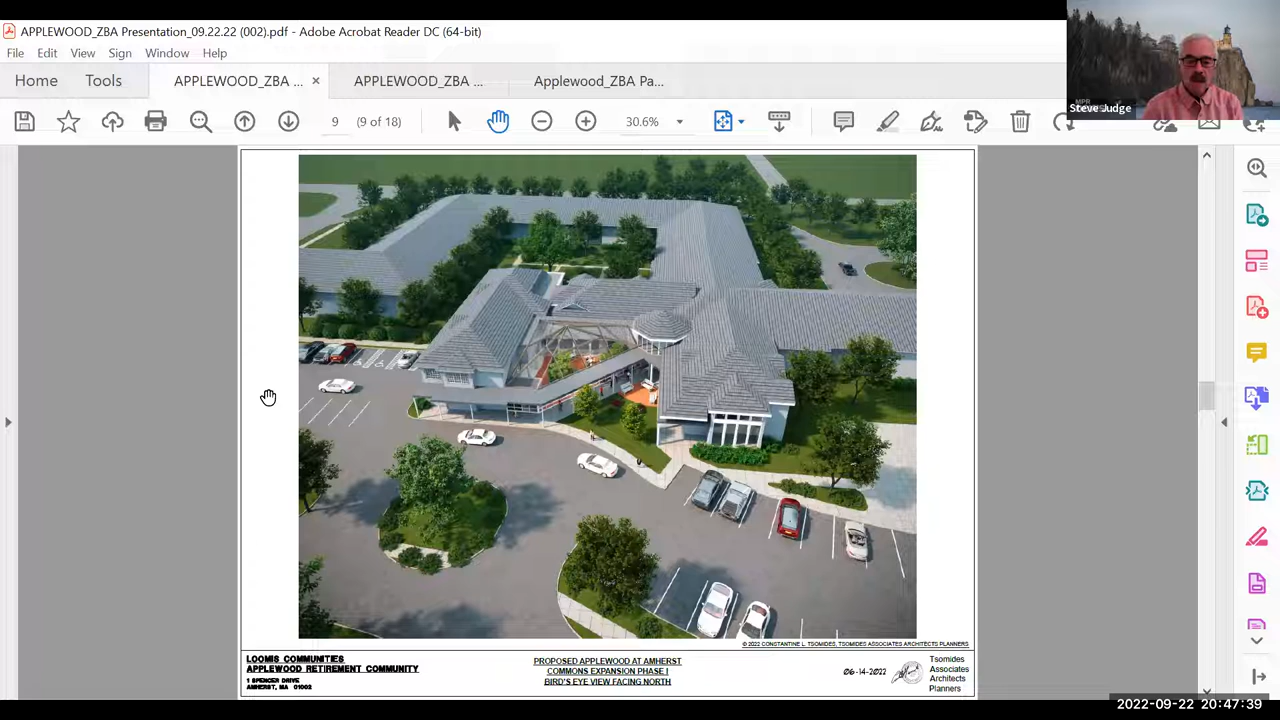 APPLEWOOD_ZBA Presentation_09.22.22 (002).pdf - Adobe Acrobat Reader DC (64-bit)
File Edit View Sign Window Help
Home Tools APPLEWOOD_ZBA ... × APPLEWOOD_ZBA ... Applewood_ZBA Pa...
9 (9 of 18) 30.6%
Steve Judge
© 2022 CONSTANTINE L. TSOMIDES, TSOMIDES ASSOCIATES ARCHITECTS PLANNERS
LOOMIS COMMUNITIES
APPLEWOOD RETIREMENT COMMUNITY
1 SPENCER DRIVE
AMHERST, MA 01002
PROPOSED APPLEWOOD AT AMHERST
COMMONS EXPANSION PHASE I
BIRD'S EYE VIEW FACING NORTH
06-14-2022
Tsomides
Associates
Architects
Planners
2022-09-22 20:47:39